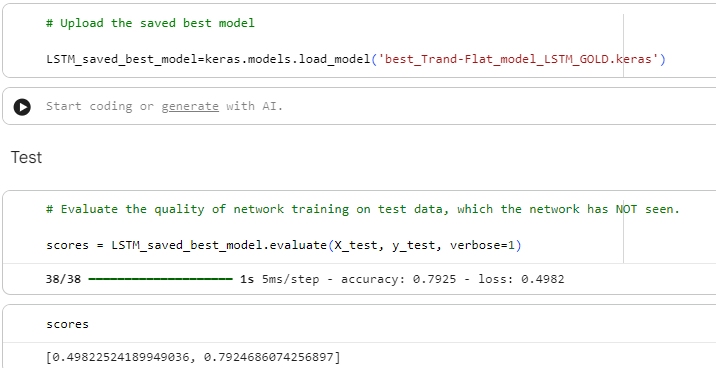 # Upload the saved best model
LSTM_saved_best_model=keras.models.load_model('best_Trand-Flat_model_LSTM_GOLD.keras')
Start coding or generate with AI.
Test
# Evaluate the quality of network training on test data, which the network has NOT seen.
scores = LSTM_saved_best_model.evaluate(X_test, y_test, verbose=1)
38/38 ━━━━━━━━━━━━━━━━━━━━ 1s 5ms/step - accuracy: 0.7925 - loss: 0.4982
scores
[0.49822524189949036, 0.7924686074256897]